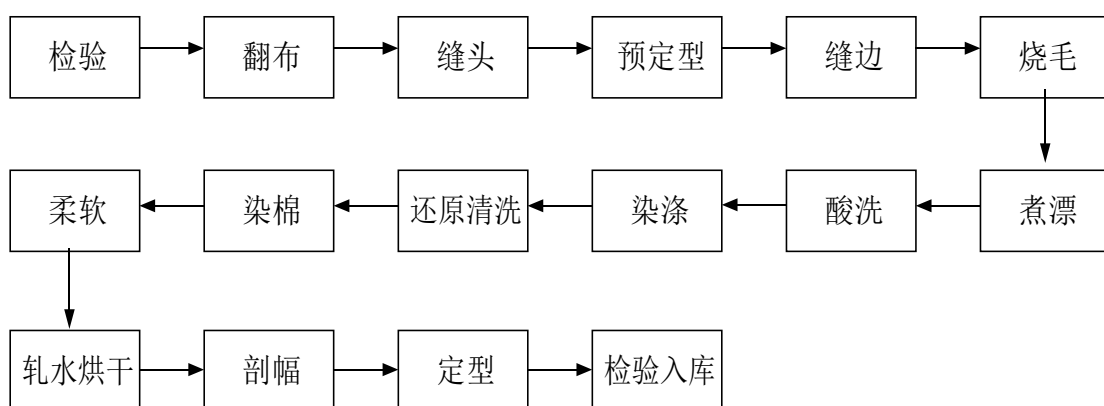 检验 翻布 缝头 预定型 缝边 烧毛
柔软 染棉 还原清洗 染涤 酸洗 煮漂
轧水烘干 剖幅 定型 检验入库